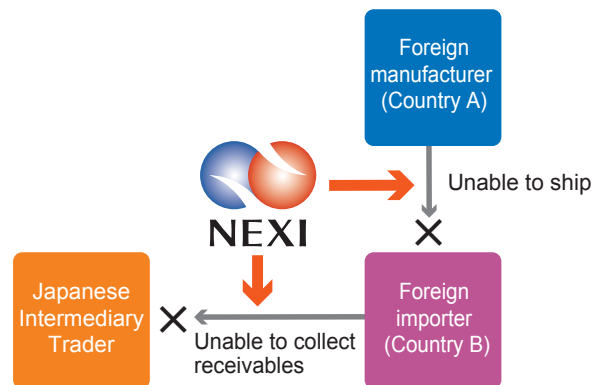 Foreign
manufacturer
(Country A)
Unable to ship
NEXI
Japanese
Intermediary
Trader
Unable to collect
receivables
Foreign
importer
(Country B)